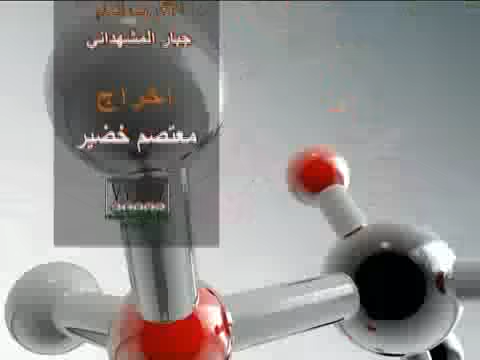 جبار المشهداني
اخراج
معتصم خضير